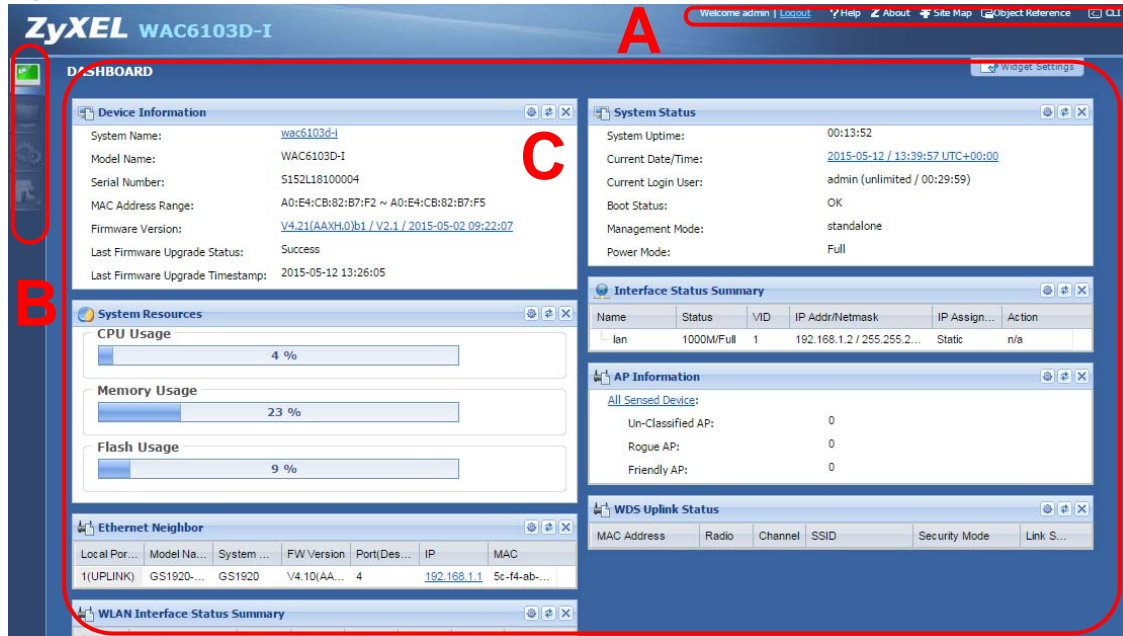 Welcome admin | Logout ?Help Z About Site Map Object Reference CLI
ZyXEL WAC6103D-I
A
DASHBOARD
Widget Settings
Device Information
System Name: wac6103d-i
Model Name: WAC6103D-I
Serial Number: S152L18100004
MAC Address Range: A0:E4:CB:82:B7:F2 ~ A0:E4:CB:82:B7:F5
Firmware Version: V4.21(AAXH.0)b1 / V2.1 / 2015-05-02 09:22:07
Last Firmware Upgrade Status: Success
Last Firmware Upgrade Timestamp: 2015-05-12 13:26:05
C
B
System Resources
CPU Usage
4 %
Memory Usage
23 %
Flash Usage
9 %
Ethernet Neighbor
Local Por... Model Na... System ... FW Version Port(Des... IP MAC
1(UPLINK) GS1920-... GS1920 V4.10(AA... 4 192.168.1.1 5c-f4-ab-...
WLAN Interface Status Summary
System Status
System Uptime: 00:13:52
Current Date/Time: 2015-05-12 / 13:39:57 UTC+00:00
Current Login User: admin (unlimited / 00:29:59)
Boot Status: OK
Management Mode: standalone
Power Mode: Full
Interface Status Summary
Name Status VID IP Addr/Netmask IP Assign... Action
lan 1000M/Full 1 192.168.1.2 / 255.255.2... Static n/a
AP Information
All Sensed Device:
Un-Classified AP: 0
Rogue AP: 0
Friendly AP: 0
WDS Uplink Status
MAC Address Radio Channel SSID Security Mode Link S...